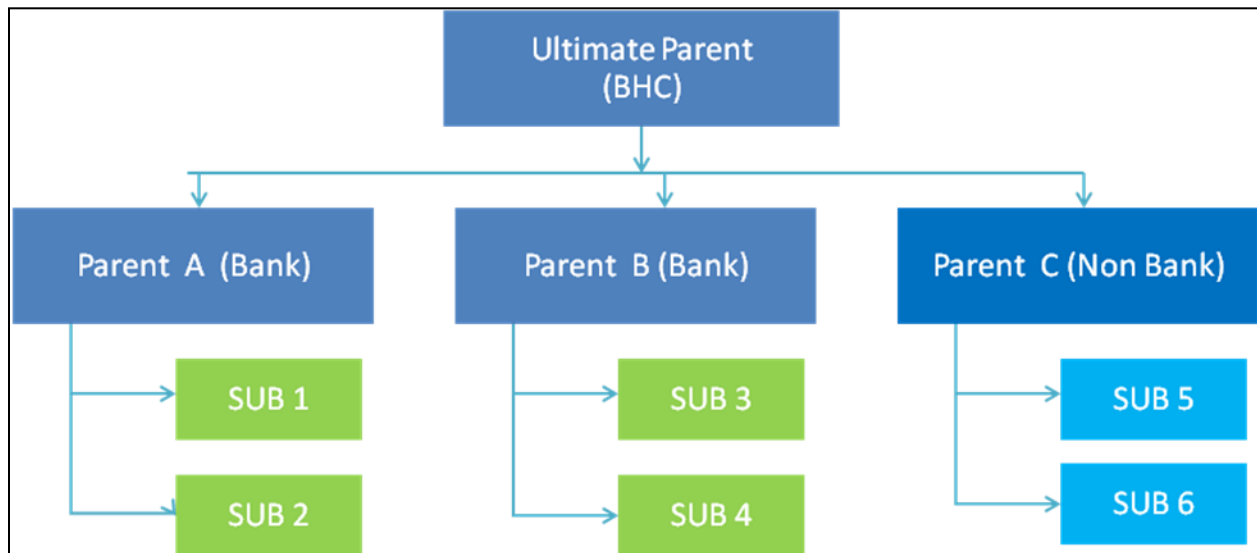 Ultimate Parent
(BHC)
Parent A (Bank)
Parent B (Bank)
Parent C (Non Bank)
SUB 1
SUB 3
SUB 5
SUB 2
SUB 4
SUB 6